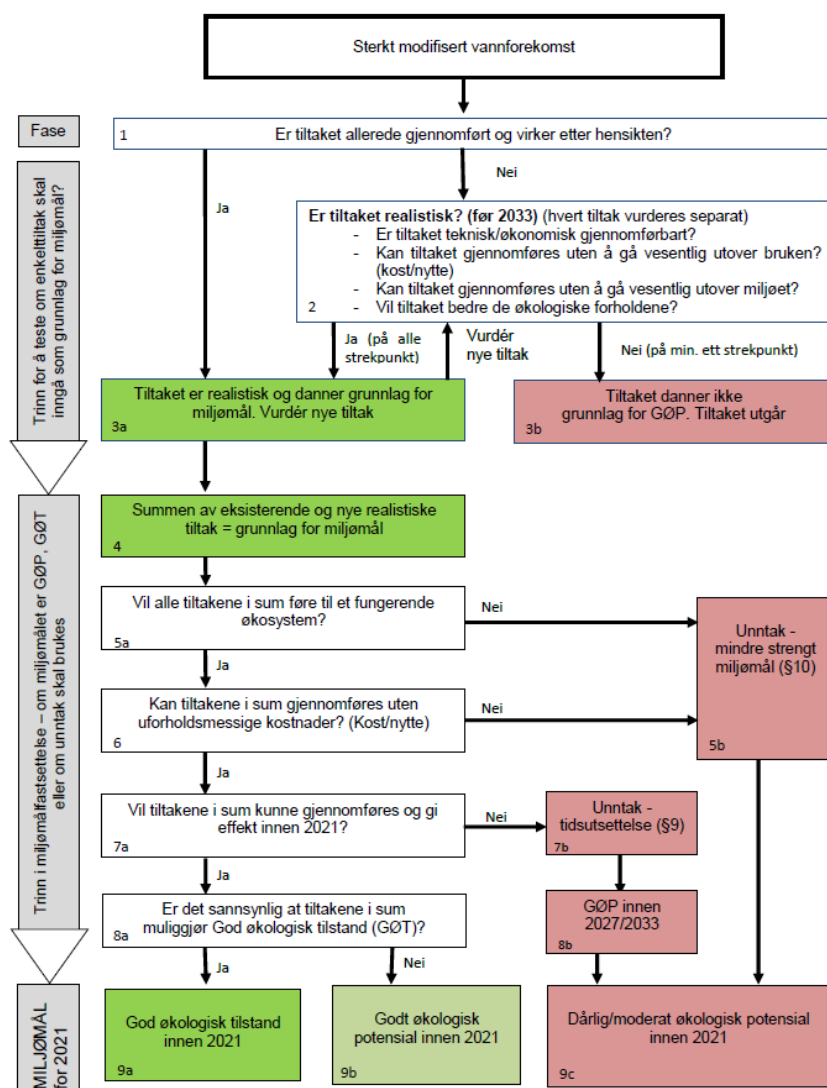 Sterkt modifisert vannforekomst
Fase
1
Er tiltaket allerede gjennomført og virker etter hensikten?
Trinn for å teste om enkelttiltak skal
inngå som grunnlag for miljømål?
Ja
Nei
Er tiltaket realistisk? (før 2033) (hvert tiltak vurderes separat)
- Er tiltaket teknisk/økonomisk gjennomførbart?
- Kan tiltaket gjennomføres uten å gå vesentlig utover bruken?
(kost/nytte)
- Kan tiltaket gjennomføres uten å gå vesentlig utover miljøet?
2 - Vil tiltaket bedre de økologiske forholdene?
Ja (på alle
strekpunkt)
Vurdér
nye tiltak
Nei (på min. ett strekpunkt)
Tiltaket er realistisk og danner grunnlag for
miljømål. Vurdér nye tiltak
3a
Tiltaket danner ikke
grunnlag for GØP. Tiltaket utgår
3b
Trinn i miljømålfastsettelse – om miljømålet er GØP, GØT
eller om unntak skal brukes
Summen av eksisterende og nye realistiske
tiltak = grunnlag for miljømål
4
Vil alle tiltakene i sum føre til et fungerende
økosystem?
5a
Nei
Unntak -
mindre strengt
miljømål (§10)
5b
Ja
Kan tiltakene i sum gjennomføres uten
uforholdsmessige kostnader? (Kost/nytte)
6
Nei
Ja
Vil tiltakene i sum kunne gjennomføres og gi
effekt innen 2021?
7a
Nei
Unntak -
tidsutsettelse (§9)
7b
Ja
Er det sannsynlig at tiltakene i sum
muliggjør God økologisk tilstand (GØT)?
8a
GØP innen
2027/2033
8b
Ja
Nei
MILJØMÅL
for 2021
God økologisk tilstand
innen 2021
9a
Godt økologisk
potensial innen 2021
9b
Dårlig/moderat økologisk potensial
innen 2021
9c